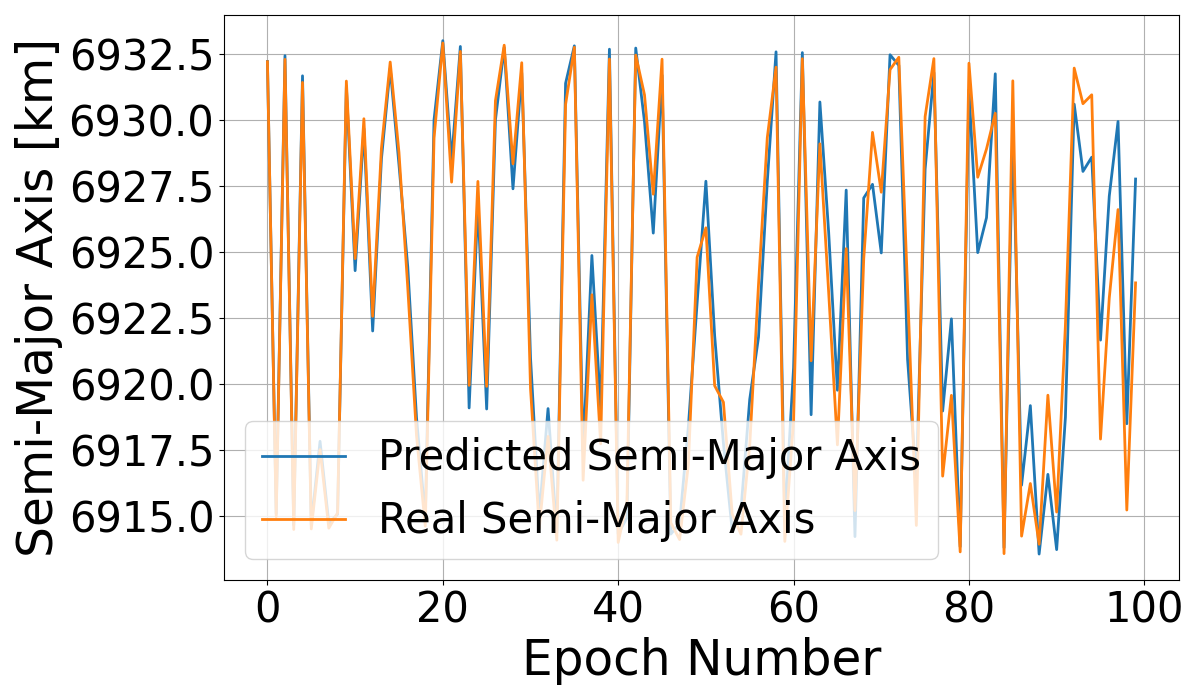 Semi-Major Axis [km]
6932.5
6930.0
6927.5
6925.0
6922.5
6920.0
6917.5
6915.0
Predicted Semi-Major Axis
Real Semi-Major Axis
0 20 40 60 80 100
Epoch Number